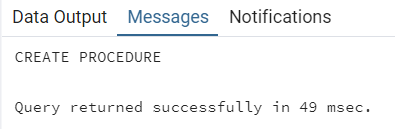 Data Output Messages Notifications
CREATE PROCEDURE
Query returned successfully in 49 msec.